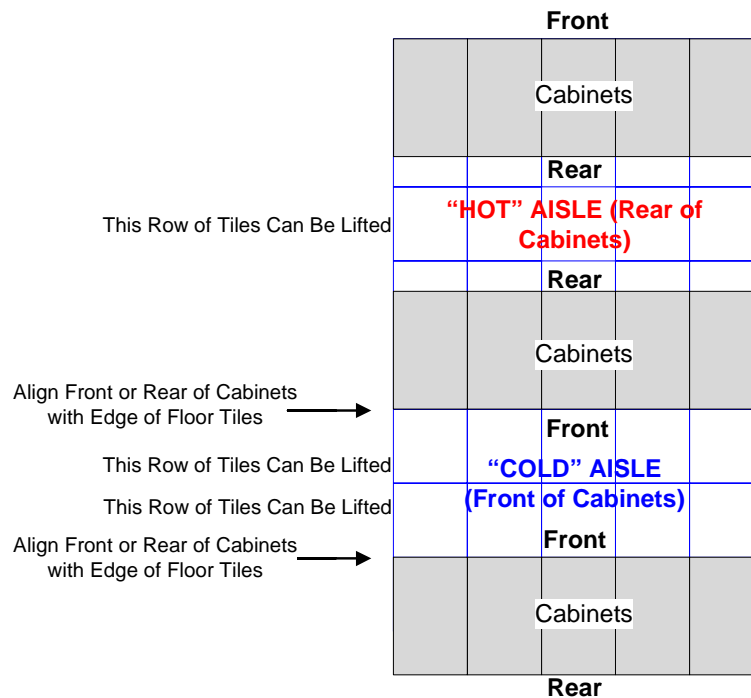 Front
Cabinets
Rear
This Row of Tiles Can Be Lifted
“HOT” AISLE (Rear of
Cabinets)
Rear
Cabinets
Align Front or Rear of Cabinets
with Edge of Floor Tiles
Front
This Row of Tiles Can Be Lifted
“COLD” AISLE
(Front of Cabinets)
This Row of Tiles Can Be Lifted
Front
Align Front or Rear of Cabinets
with Edge of Floor Tiles
Cabinets
Rear